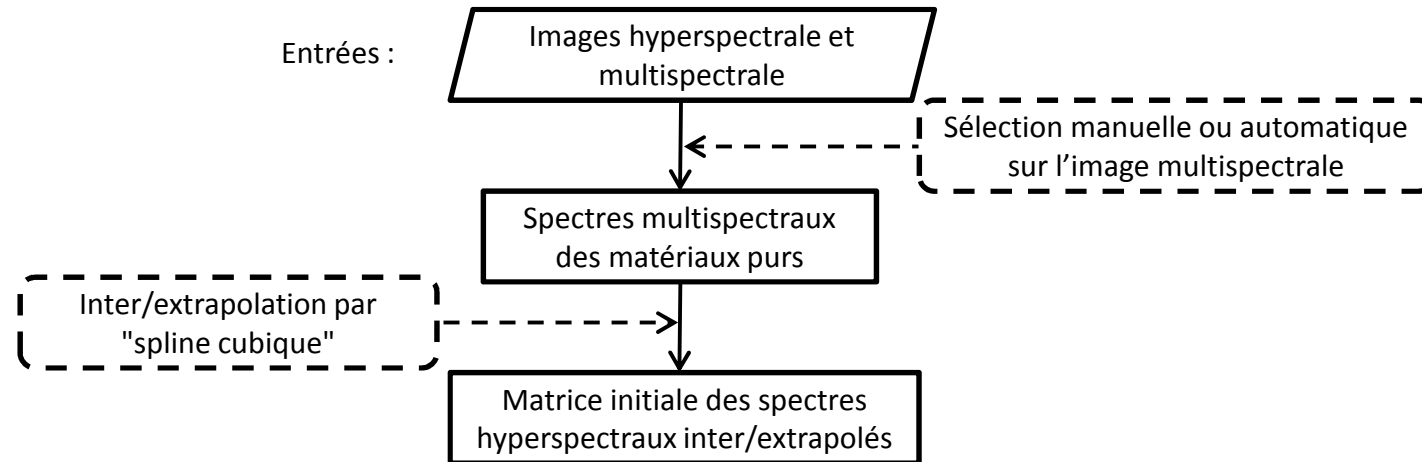 Entrées :
Images hyperspectrale et
multispectrale
Sélection manuelle ou automatique
sur l’image multispectrale
Spectres multispectraux
des matériaux purs
Inter/extrapolation par
"spline cubique"
Matrice initiale des spectres
hyperspectraux inter/extrapolés